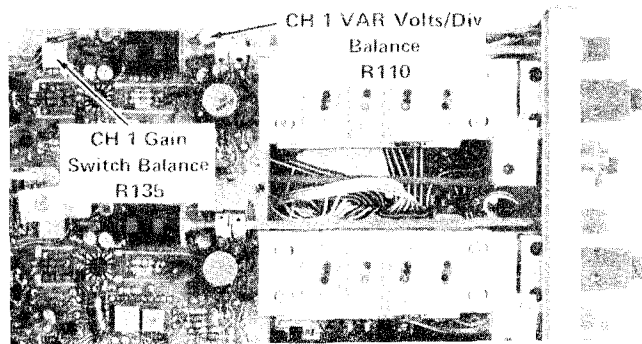 CH 1 VAR Volts/Div
Balance
R110
CH 1 Gain
Switch Balance
R135